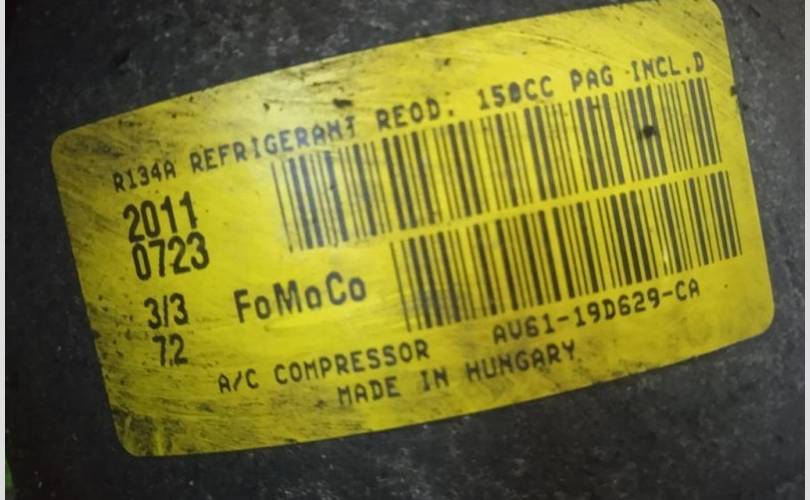 R134A REFRIGERANT REQD. 150CC PAG INCL.D
2011
0723
3/3
72
FoMoCo
AV61-19D629-CA
A/C COMPRESSOR
MADE IN HUNGARY